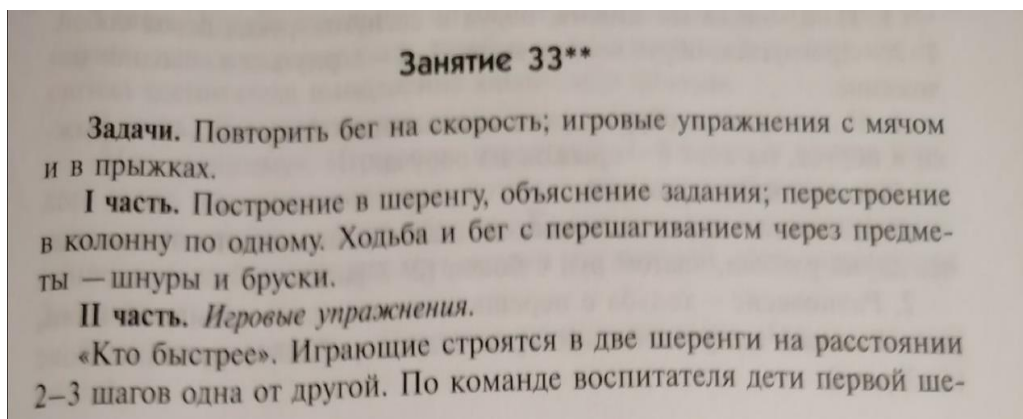 Занятие 33**
Задачи. Повторить бег на скорость; игровые упражнения с мячом
и в прыжках.
I часть. Построение в шеренгу, объяснение задания; перестроение
в колонну по одному. Ходьба и бег с перешагиванием через предме-
ты — шнуры и бруски.
II часть. Игровые упражнения.
«Кто быстрее». Играющие строятся в две шеренги на расстоянии
2–3 шагов одна от другой. По команде воспитателя дети первой ше-